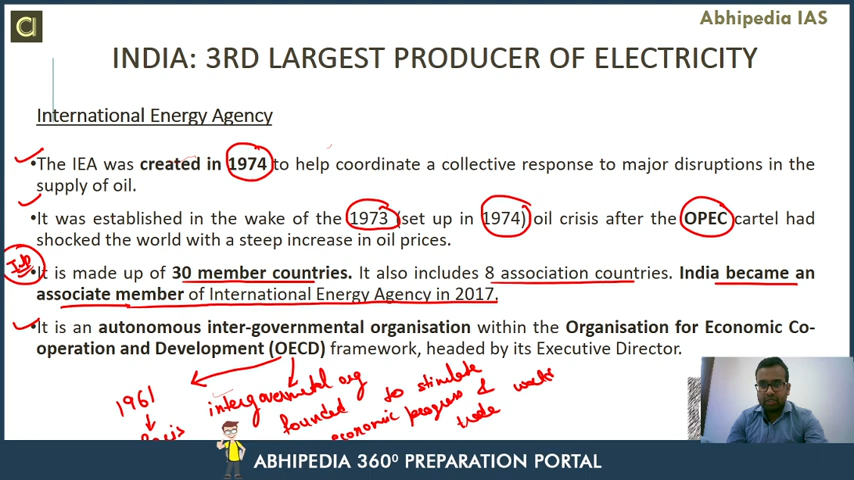 Abhipedia IAS
INDIA: 3RD LARGEST PRODUCER OF ELECTRICITY
International Energy Agency
•The IEA was created in 1974 to help coordinate a collective response to major disruptions in the
supply of oil.
•It was established in the wake of the 1973 (set up in 1974) oil crisis after the OPEC cartel had
shocked the world with a steep increase in oil prices.
Imp
•It is made up of 30 member countries. It also includes 8 association countries. India became an
associate member of International Energy Agency in 2017.
•It is an autonomous inter-governmental organisation within the Organisation for Economic Co-
operation and Development (OECD) framework, headed by its Executive Director.
1961
intergovernmetal org
founded to stimulate
economic progress & world
trade
ABHIPEDIA 360⁰ PREPARATION PORTAL